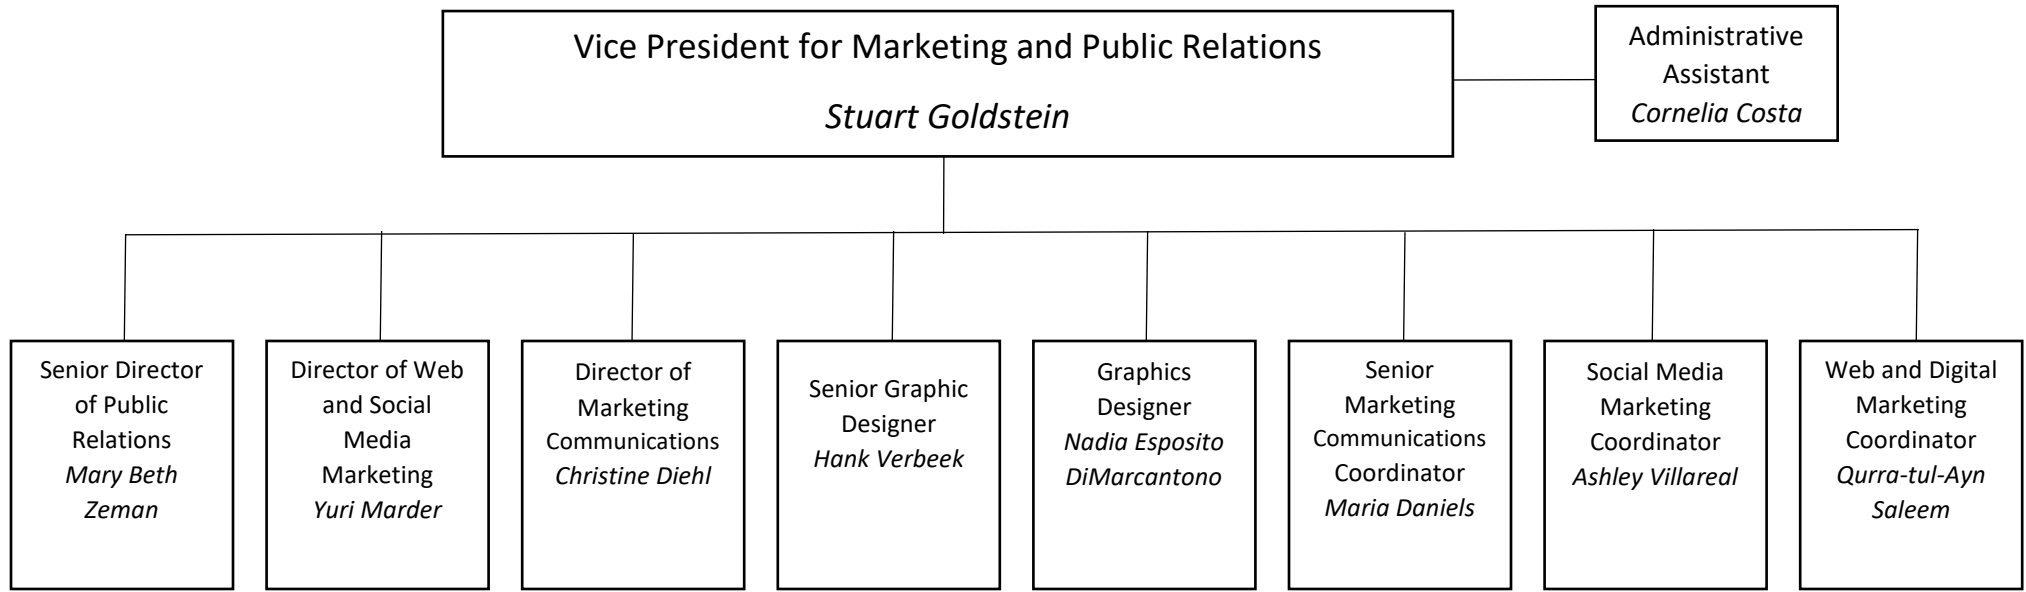 Vice President for Marketing and Public Relations
Stuart Goldstein
Administrative
Assistant
Cornelia Costa
Senior Director
of Public
Relations
Mary Beth
Zeman
Director of Web
and Social
Media
Marketing
Yuri Marder
Director of
Marketing
Communications
Christine Diehl
Senior Graphic
Designer
Hank Verbeek
Graphics
Designer
Nadia Esposito
DiMarcantono
Senior
Marketing
Communications
Coordinator
Maria Daniels
Social Media
Marketing
Coordinator
Ashley Villareal
Web and Digital
Marketing
Coordinator
Qurra-tul-Ayn
Saleem